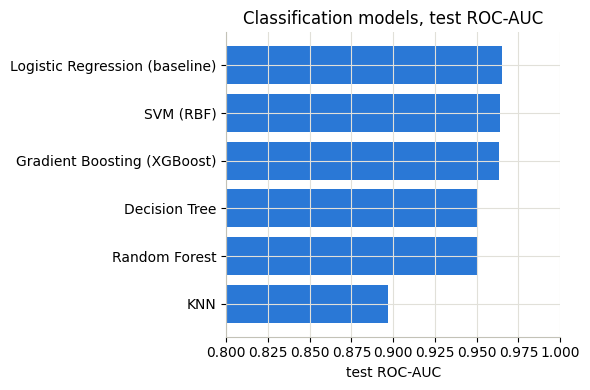 Classification models, test ROC-AUC
Logistic Regression (baseline)
SVM (RBF)
Gradient Boosting (XGBoost)
Decision Tree
Random Forest
KNN
0.800 0.825 0.850 0.875 0.900 0.925 0.950 0.975 1.000
test ROC-AUC